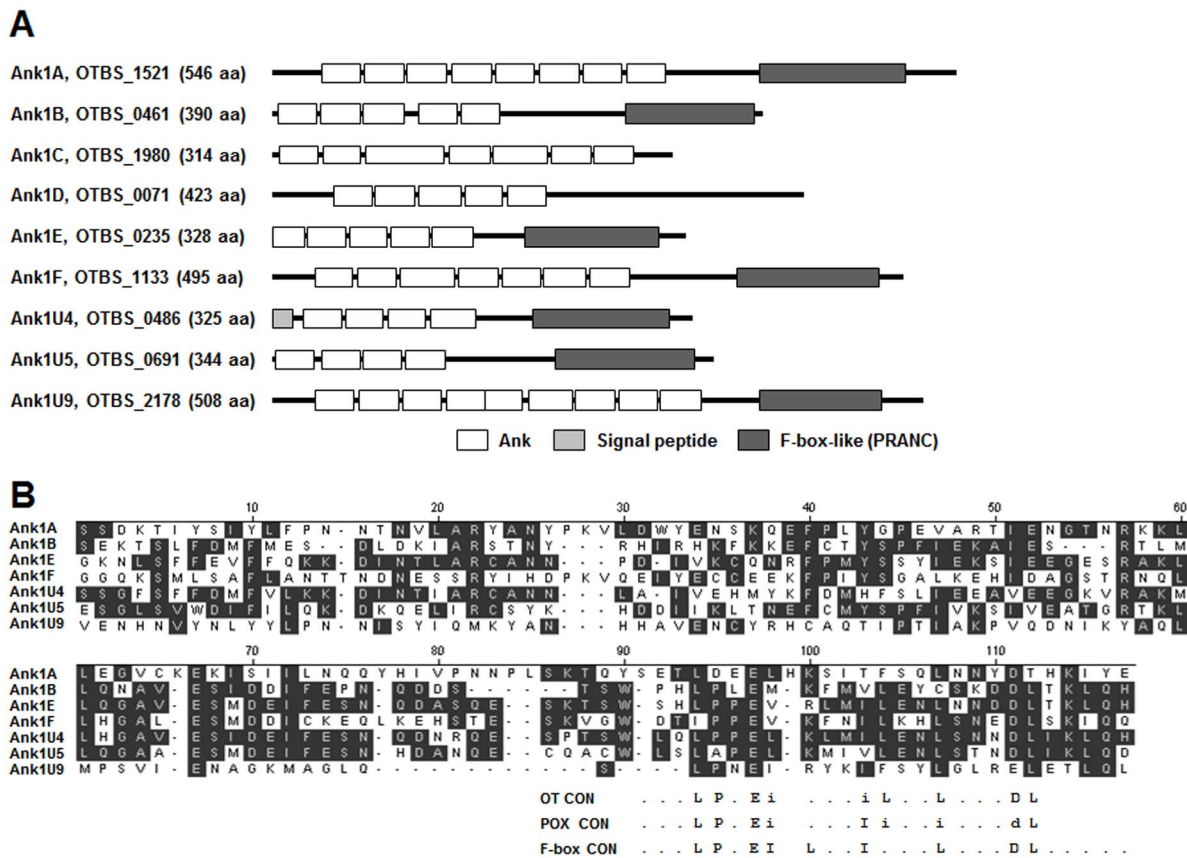 A
Ank1A, OTBS_1521 (546 aa)
Ank1B, OTBS_0461 (390 aa)
Ank1C, OTBS_1980 (314 aa)
Ank1D, OTBS_0071 (423 aa)
Ank1E, OTBS_0235 (328 aa)
Ank1F, OTBS_1133 (495 aa)
Ank1U4, OTBS_0486 (325 aa)
Ank1U5, OTBS_0691 (344 aa)
Ank1U9, OTBS_2178 (508 aa)
Ank Signal peptide F-box-like (PRANC)
B
10 20 30 40 50 60
Ank1A S S D K T I Y S I Y L F P N - N T N V L A R Y A N Y P K V L D W Y E N S K Q E F P L Y G P E V A R T I E N G T N R K K L
Ank1B S E K T S L F D M F M E S - - D L D K I A R S T N Y - - - R H I R H K F K K E F C T Y S P F I E K A I E S - - - R T L M
Ank1E G K N L S F F E V F F Q K K - D I N T L A R C A N N - - - P D - I V K C Q N R F P M Y S S Y I E K S I E E G E S R A K L
Ank1F G G Q K S M L S A F L A N T T N D N E S S R Y I H D P K V Q E I Y E C C E E K F P I Y S G A L K E H I D A G S T R N Q L
Ank1U4 S S G F S F F D M F V L K K - D I N T I A R C A N N - - - L A - I V E H M Y K F D M H F S L I E E A V E E G K V R A K M
Ank1U5 E S G L S V W D I F I L Q K - D K Q E L I R C S Y K - - - H D D I I K L T N E F C M Y S P F I V K S I V E A T G R T K L
Ank1U9 V E N H N V Y N L Y Y L P N - N I S Y I Q M K Y A N - - - H H A V E N C Y R H C A Q T I P T I A K P V Q D N I K Y A Q L
70 80 90 100 110
Ank1A L E G V C K E K I S I I L N Q Q Y H I V P N N P L S K T Q Y S E T L D E E L H K S I T F S Q L N N Y D T H K I Y E
Ank1B L Q N A V - E S I D D I F E P N - Q D D S - - - - - - T S W - P H L P L E M - K F M V L E Y C S K D D L T K L Q H
Ank1E L Q G A V - E S M D E I F E S N - Q D A S Q E - - S K T S W - S H L P P E V - R L M I L E N L N N D D L T K L Q H
Ank1F L H G A L - E S M D D I C K E Q L K E H S T E - - S K V G W - D T I P P E V - K F N I L K H L S N E D L S K I Q Q
Ank1U4 L H G A V - E S I D E I F E S N - Q D N R Q E - - S P T S W - L Q L P P E L - K L M I L E N L S N E D L I K L Q H
Ank1U5 L Q G A A - E S M D E I F E S N - H D A N Q E - - C Q A C W - L S L A P E L - K M I V L E N L S T N D L I K L Q D
Ank1U9 M P S V I - E N A G K M A G L Q - - - - - - - - - - - - S - - - - L P N E I - R Y K I F S Y L G L R E L E T L Q L
OT CON . . . L P . E i . . . . i L . . L . . . D L
POX CON . . . L P . E i . . . . I i . . i . . . d L
F-box CON . . . L P . E I . L . . I . . . L . . . D L . . . . .